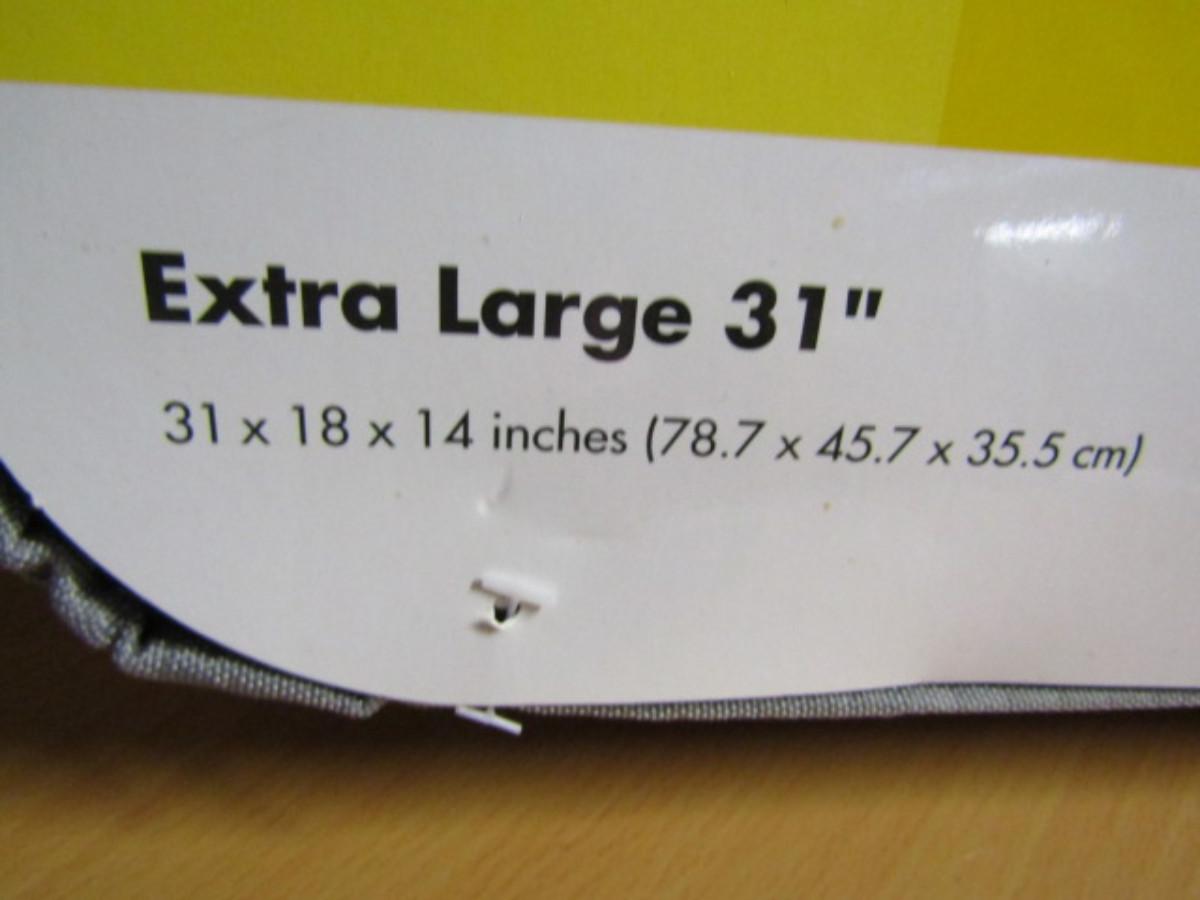 Extra Large 31"
31 x 18 x 14 inches (78.7 x 45.7 x 35.5 cm)